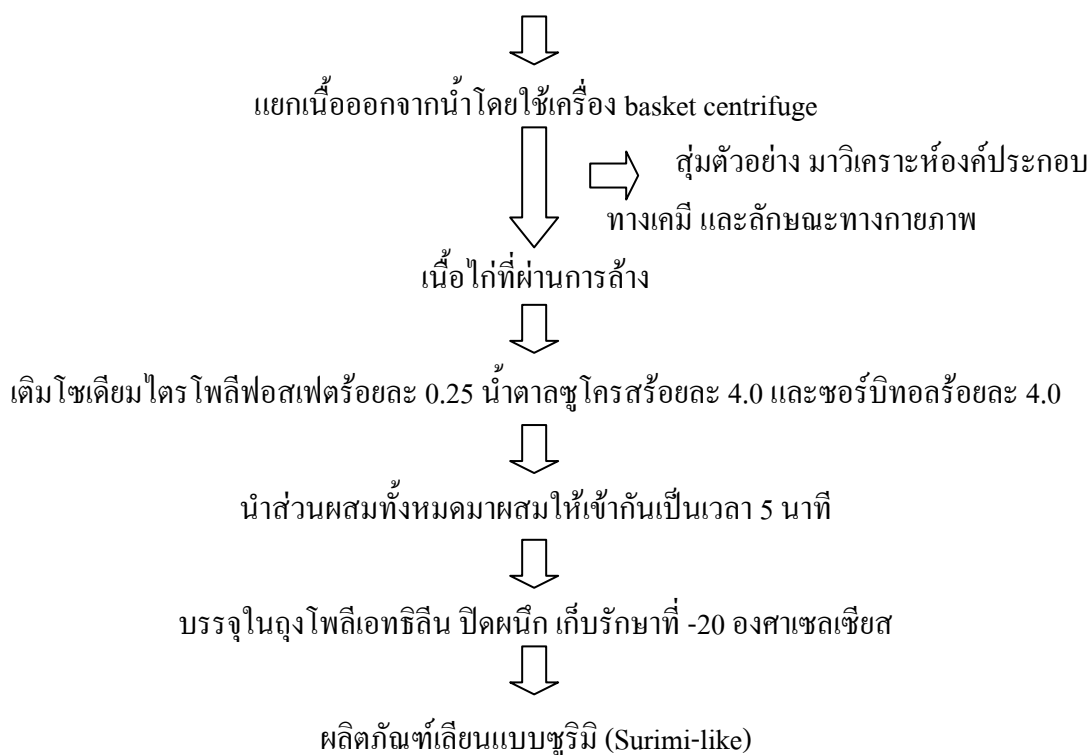 แยกเนื้อออกจากน้ำโดยใช้เครื่อง basket centrifuge
สุ่มตัวอย่าง มาวิเคราะห์องค์ประกอบ
ทางเคมี และลักษณะทางกายภาพ
เนื้อไก่ที่ผ่านการล้าง
เติมโซเดียมไตรโพลีฟอสเฟตร้อยละ 0.25 น้ำตาลซูโครสร้อยละ 4.0 และซอร์บิทอลร้อยละ 4.0
นำส่วนผสมทั้งหมดมาผสมให้เข้ากันเป็นเวลา 5 นาที
บรรจุในถุงโพลีเอทธิลีน ปิดผนึก เก็บรักษาที่ -20 องศาเซลเซียส
ผลิตภัณฑ์เลียนแบบซูริมิ (Surimi-like)